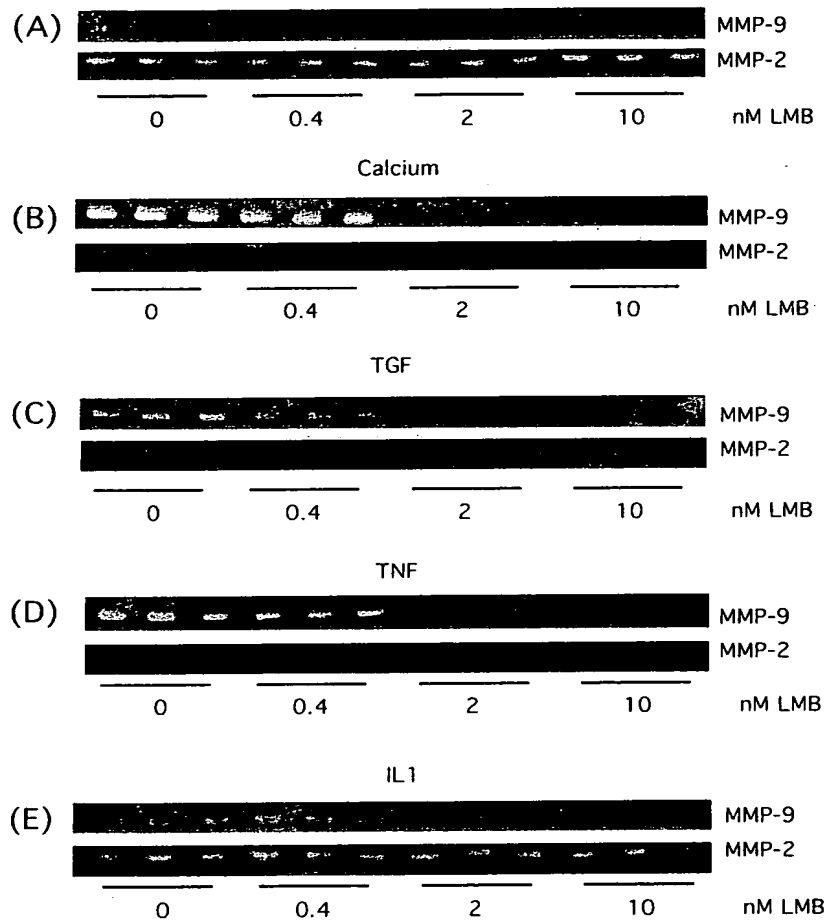 (A) MMP-9
MMP-2
0 0.4 2 10 nM LMB
Calcium
(B) MMP-9
MMP-2
0 0.4 2 10 nM LMB
TGF
(C) MMP-9
MMP-2
0 0.4 2 10 nM LMB
TNF
(D) MMP-9
MMP-2
0 0.4 2 10 nM LMB
IL1
(E) MMP-9
MMP-2
0 0.4 2 10 nM LMB